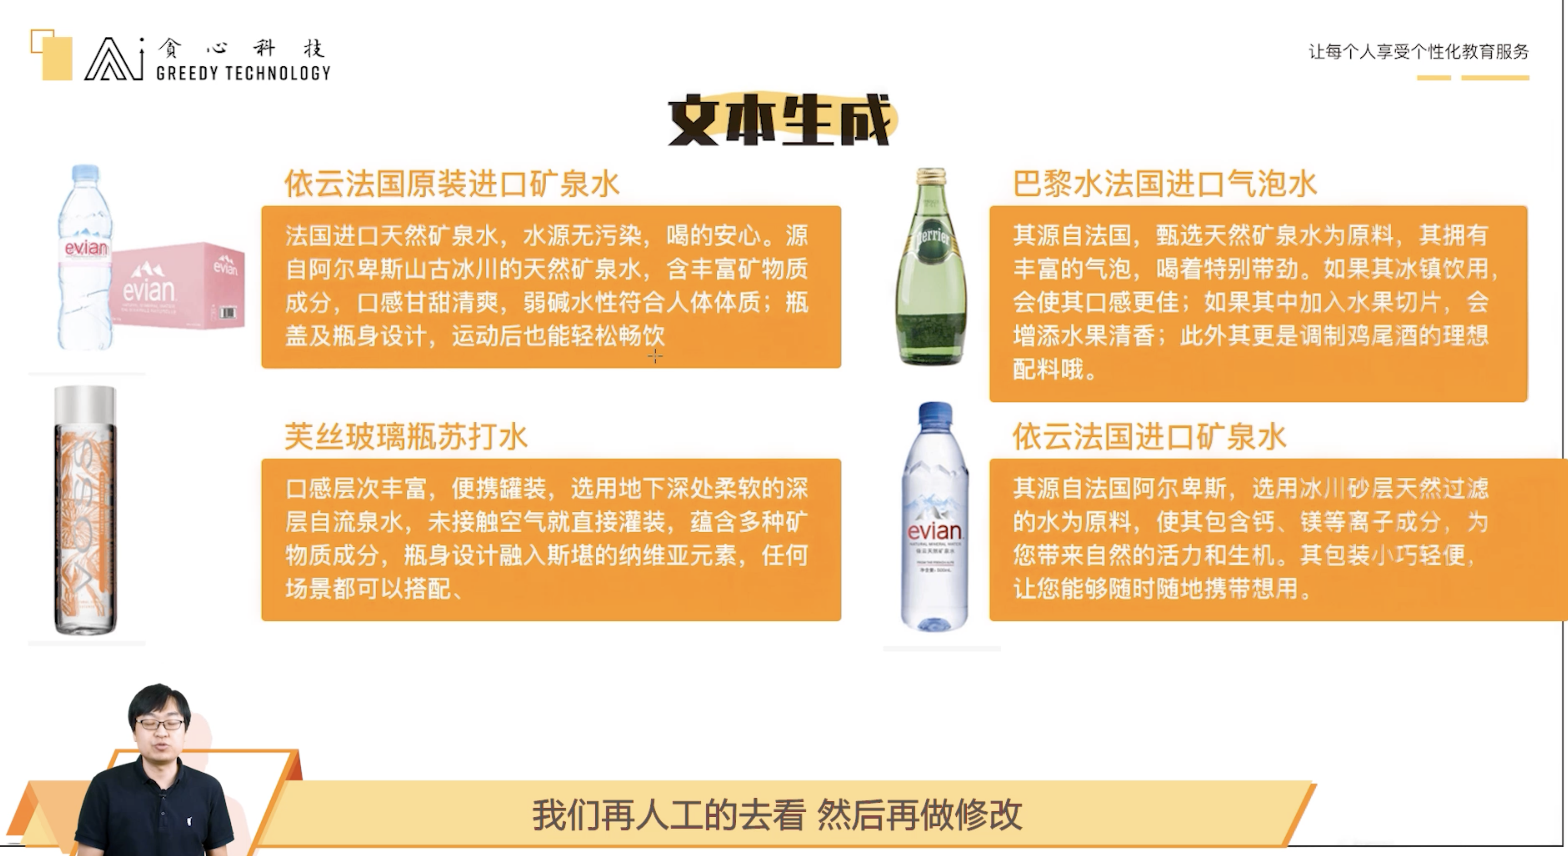 Ai 贪心科技
GREEDY TECHNOLOGY
让每个人享受个性化教育服务
文本生成
evian
evian
evian
依云法国原装进口矿泉水
法国进口天然矿泉水，水源无污染，喝的安心。源
自阿尔卑斯山古冰川的天然矿泉水，含丰富矿物质
成分，口感甘甜清爽，弱碱水性符合人体体质；瓶
盖及瓶身设计，运动后也能轻松畅饮
Perrier
巴黎水法国进口气泡水
其源自法国，甄选天然矿泉水为原料，其拥有
丰富的气泡，喝着特别带劲。如果其冰镇饮用，
会使其口感更佳；如果其中加入水果切片，会
增添水果清香；此外其更是调制鸡尾酒的理想
配料哦。
芙丝玻璃瓶苏打水
口感层次丰富，便携罐装，选用地下深处柔软的深
层自流泉水，未接触空气就直接灌装，蕴含多种矿
物质成分，瓶身设计融入斯堪的纳维亚元素，任何
场景都可以搭配、
evian
依云法国进口矿泉水
其源自法国阿尔卑斯，选用冰川砂层天然过滤
的水为原料，使其包含钙、镁等离子成分，为
您带来自然的活力和生机。其包装小巧轻便，
让您能够随时随地携带想用。
我们再人工的去看 然后再做修改